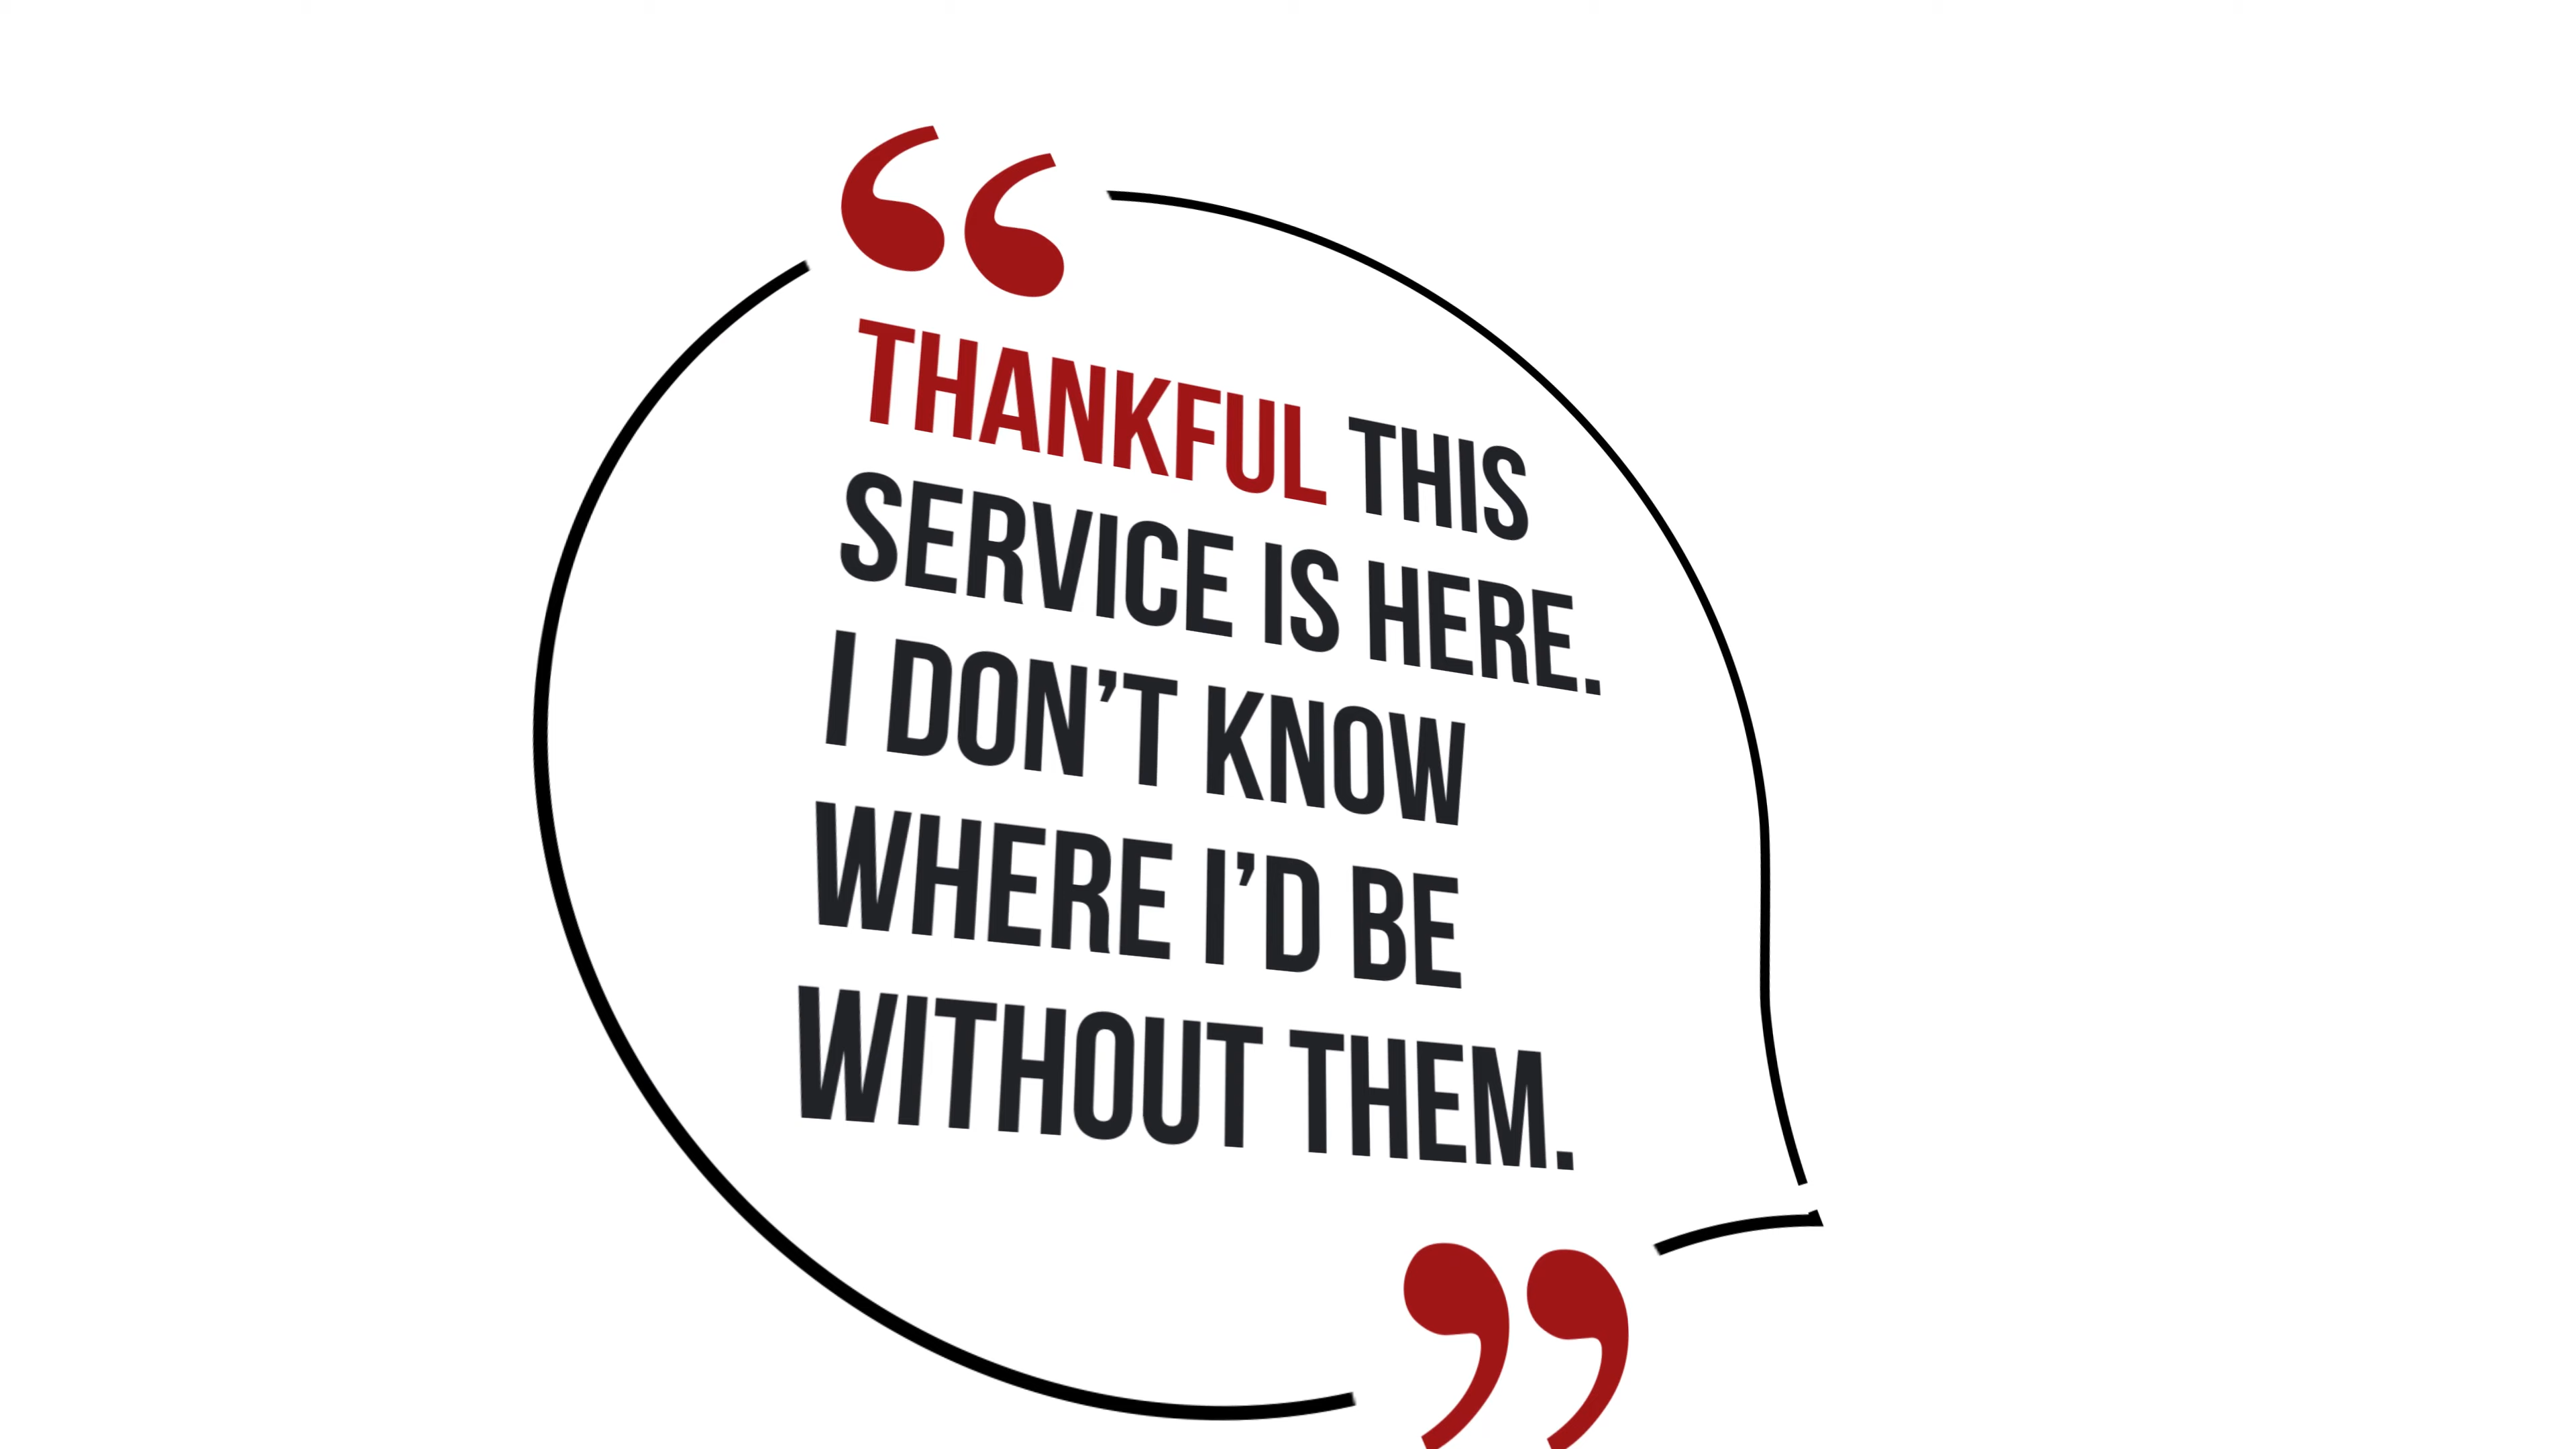 “
THANKFUL THIS
SERVICE IS HERE.
I DON’T KNOW
WHERE I’D BE
WITHOUT THEM.
”